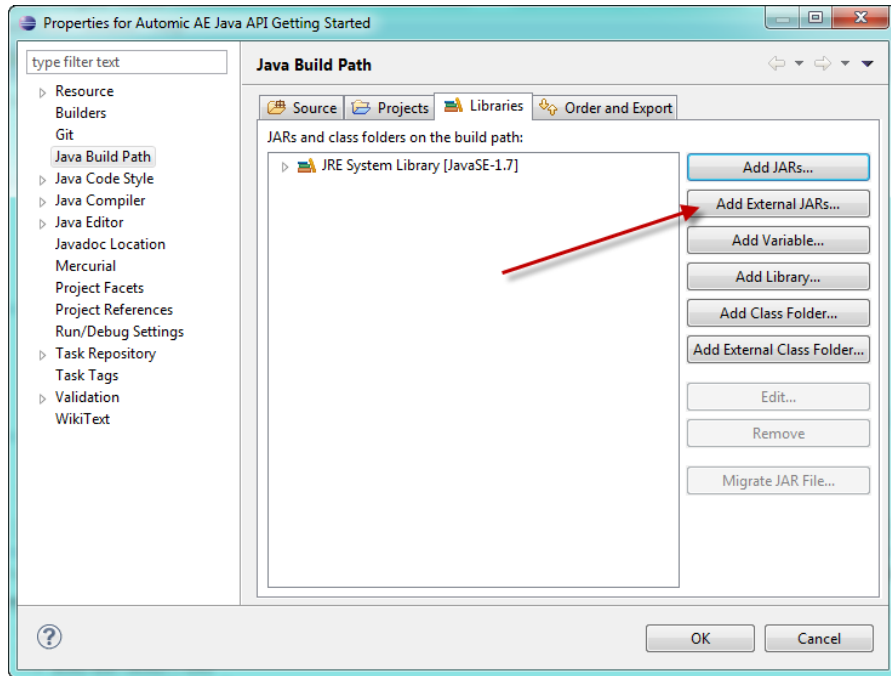 Properties for Automic AE Java API Getting Started
type filter text
Resource
Builders
Git
Java Build Path
Java Code Style
Java Compiler
Java Editor
Javadoc Location
Mercurial
Project Facets
Project References
Run/Debug Settings
Task Repository
Task Tags
Validation
WikiText
Java Build Path
Source Projects Libraries Order and Export
JARs and class folders on the build path:
JRE System Library [JavaSE-1.7]
Add JARs...
Add External JARs...
Add Variable...
Add Library...
Add Class Folder...
Add External Class Folder...
Edit...
Remove
Migrate JAR File...
OK Cancel